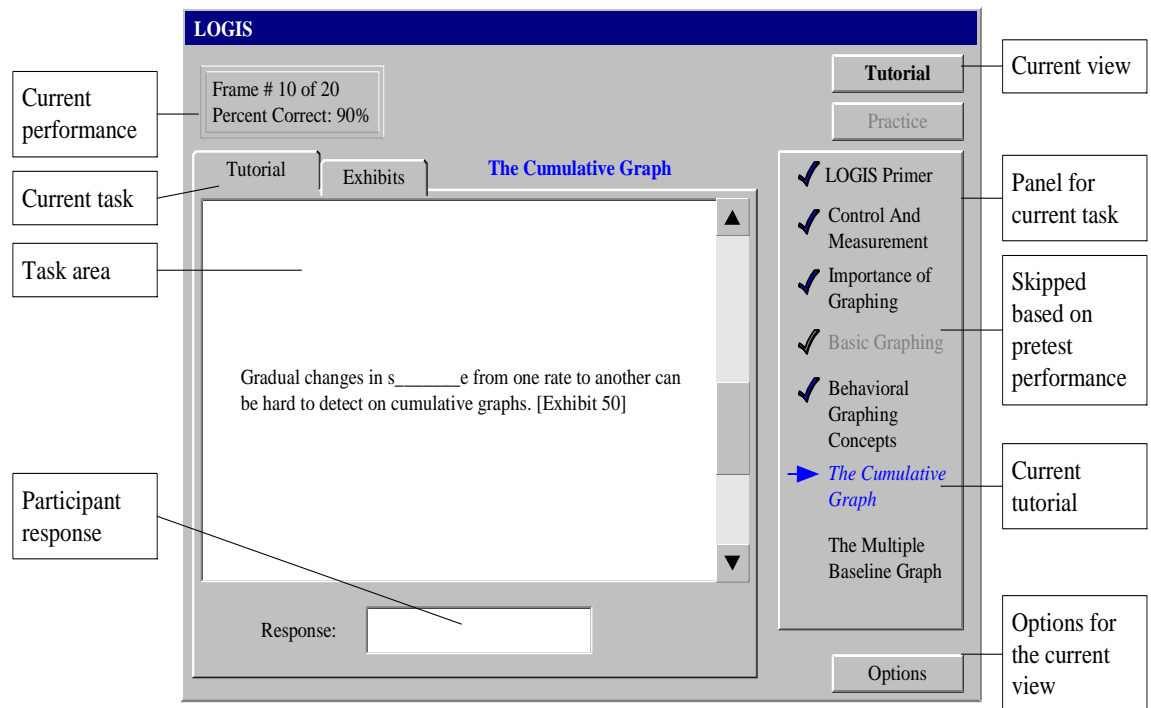 LOGIS
Current
performance
Frame # 10 of 20
Percent Correct: 90%
Tutorial
Current view
Practice
Current task
Tutorial
Exhibits
The Cumulative Graph
Task area
Gradual changes in s_______e from one rate to another can
be hard to detect on cumulative graphs. [Exhibit 50]
Participant
response
Response:
LOGIS Primer
Control And
Measurement
Importance of
Graphing
Basic Graphing
Behavioral
Graphing
Concepts
The Cumulative
Graph
The Multiple
Baseline Graph
Panel for
current task
Skipped
based on
pretest
performance
Current
tutorial
Options
Options for
the current
view